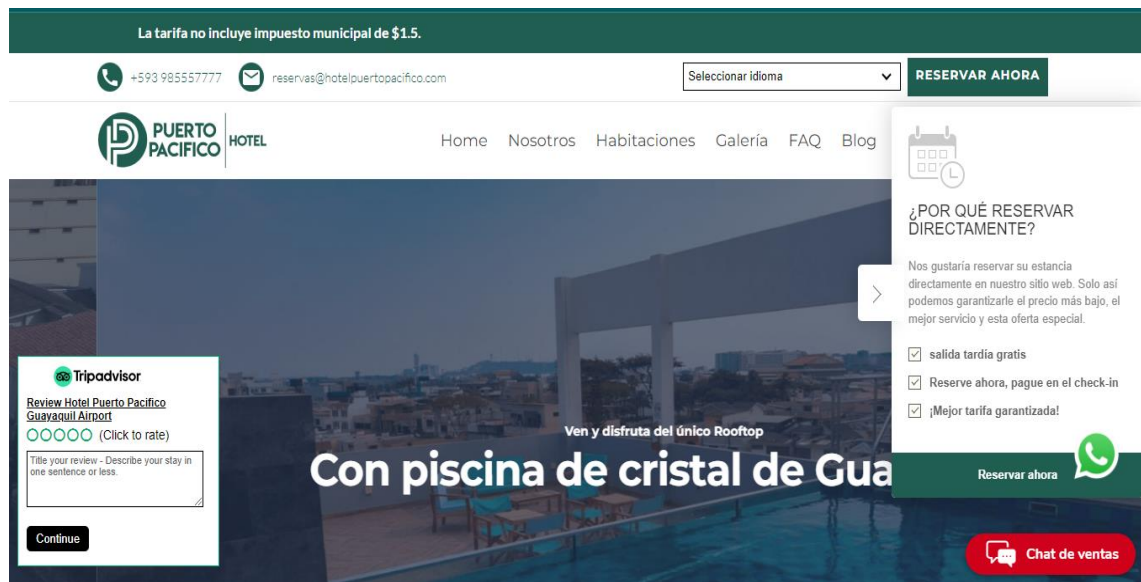 La tarifa no incluye impuesto municipal de $1.5.
+593 985557777
reservas@hotelpuertopacifico.com
Seleccionar idioma
RESERVAR AHORA
PUERTO
PACIFICO
HOTEL
Home Nosotros Habitaciones Galería FAQ Blog
¿POR QUÉ RESERVAR
DIRECTAMENTE?
Nos gustaría reservar su estancia
directamente en nuestro sitio web. Solo así
podemos garantizarle el precio más bajo, el
mejor servicio y esta oferta especial.
salida tardía gratis
Reserve ahora, pague en el check-in
¡Mejor tarifa garantizada!
Reservar ahora
Tripadvisor
Review Hotel Puerto Pacifico
Guayaquil Airport
(Click to rate)
Title your review - Describe your stay in
one sentence or less.
Continue
Ven y disfruta del único Rooftop
Con piscina de cristal de Gua
Chat de ventas